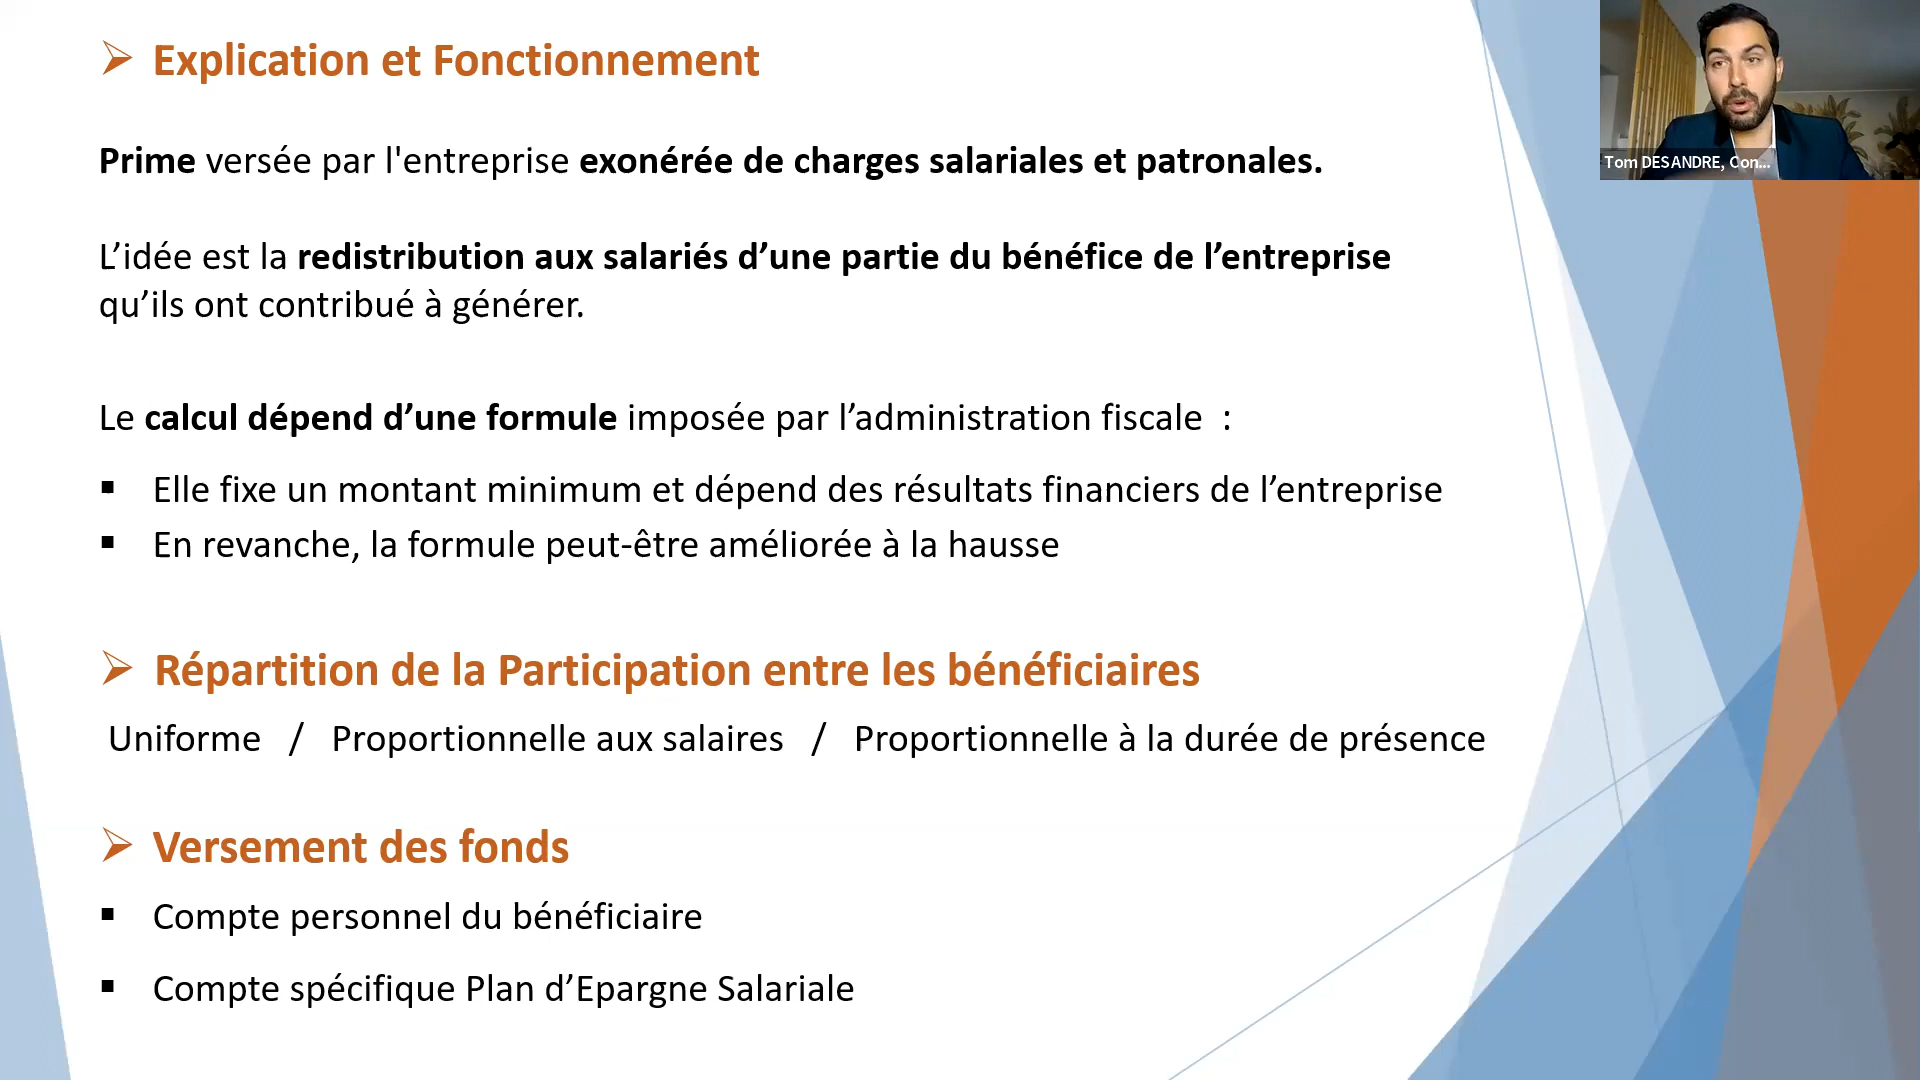 Explication et Fonctionnement
Tom DESANDRE, Con...
Prime versée par l'entreprise exonérée de charges salariales et patronales.
L’idée est la redistribution aux salariés d’une partie du bénéfice de l’entreprise
qu’ils ont contribué à générer.
Le calcul dépend d’une formule imposée par l’administration fiscale :
Elle fixe un montant minimum et dépend des résultats financiers de l’entreprise
En revanche, la formule peut-être améliorée à la hausse
Répartition de la Participation entre les bénéficiaires
Uniforme / Proportionnelle aux salaires / Proportionnelle à la durée de présence
Versement des fonds
Compte personnel du bénéficiaire
Compte spécifique Plan d’Epargne Salariale